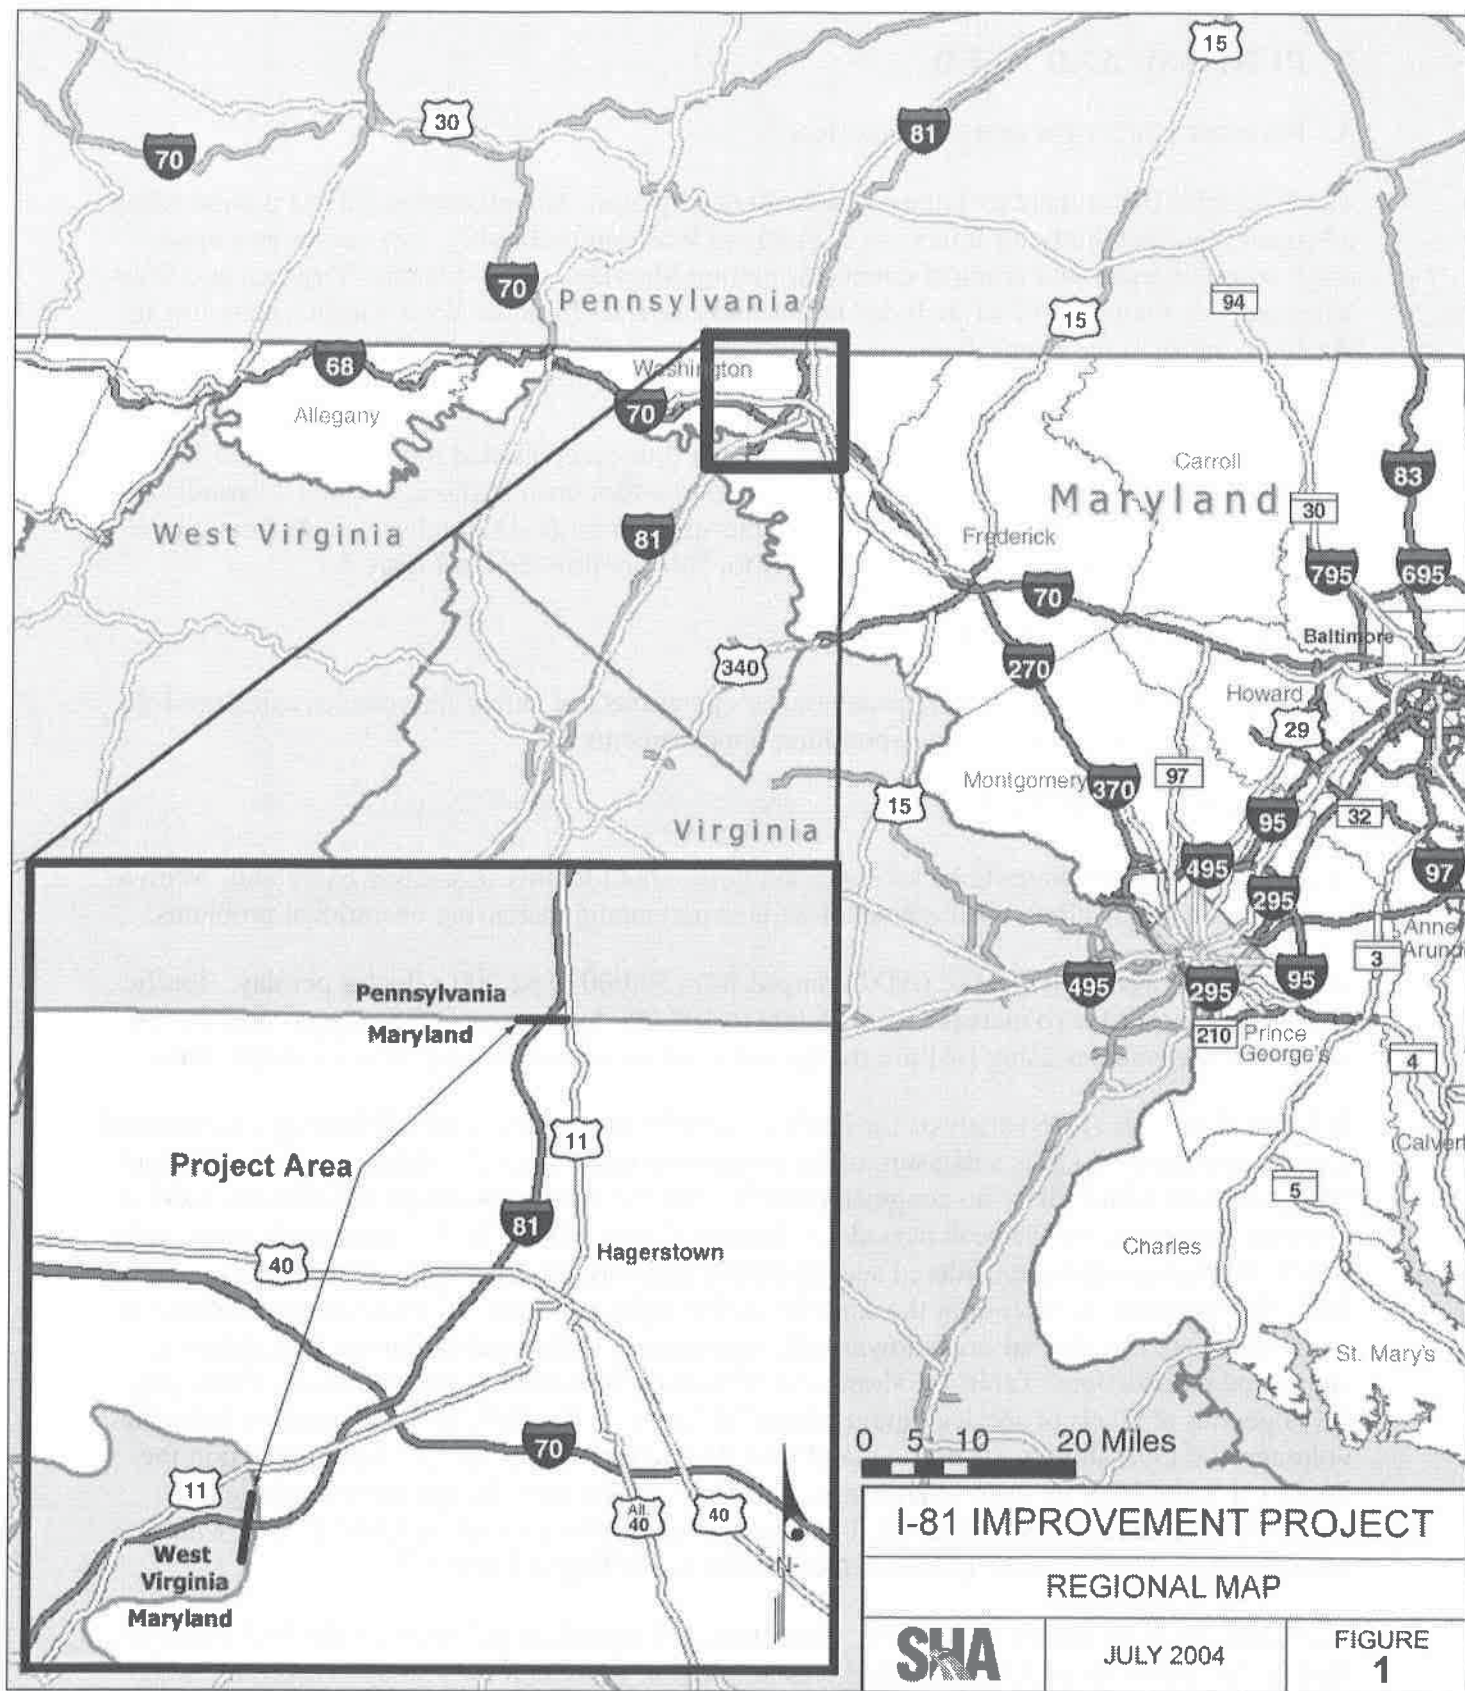 15
30
81
70
70
Pennsylvania
94
15
Washington
68
70
Allegany
Carroll
83
Maryland
30
West Virginia
81
Frederick
795
695
70
Baltimore
340
270
Howard
29
Montgomery
370
97
15
95
32
Virginia
495
97
295
Anne
Arund
3
495
295
95
210
Prince
George's
4
Calvert
5
Charles
St. Mary's
Pennsylvania
Maryland
11
Project Area
81
40
Hagerstown
70
11
Alt
40
40
West
Virginia
Maryland
-N-
0 5 10 20 Miles
I-81 IMPROVEMENT PROJECT
REGIONAL MAP
SHA
JULY 2004
FIGURE
1